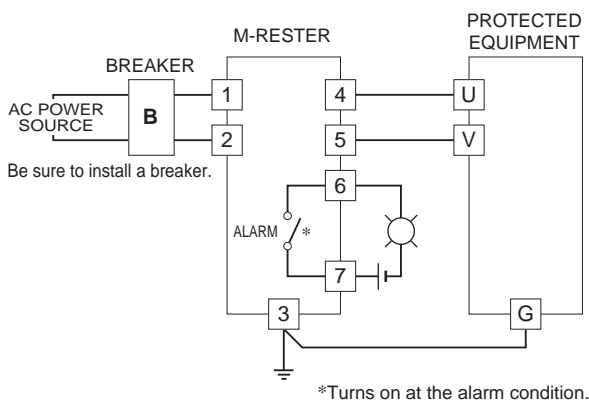 M-RESTER
PROTECTED
EQUIPMENT
BREAKER
AC POWER
SOURCE
B
1
2
4
5
U
V
Be sure to install a breaker.
6
ALARM *
7
3
G
*Turns on at the alarm condition.